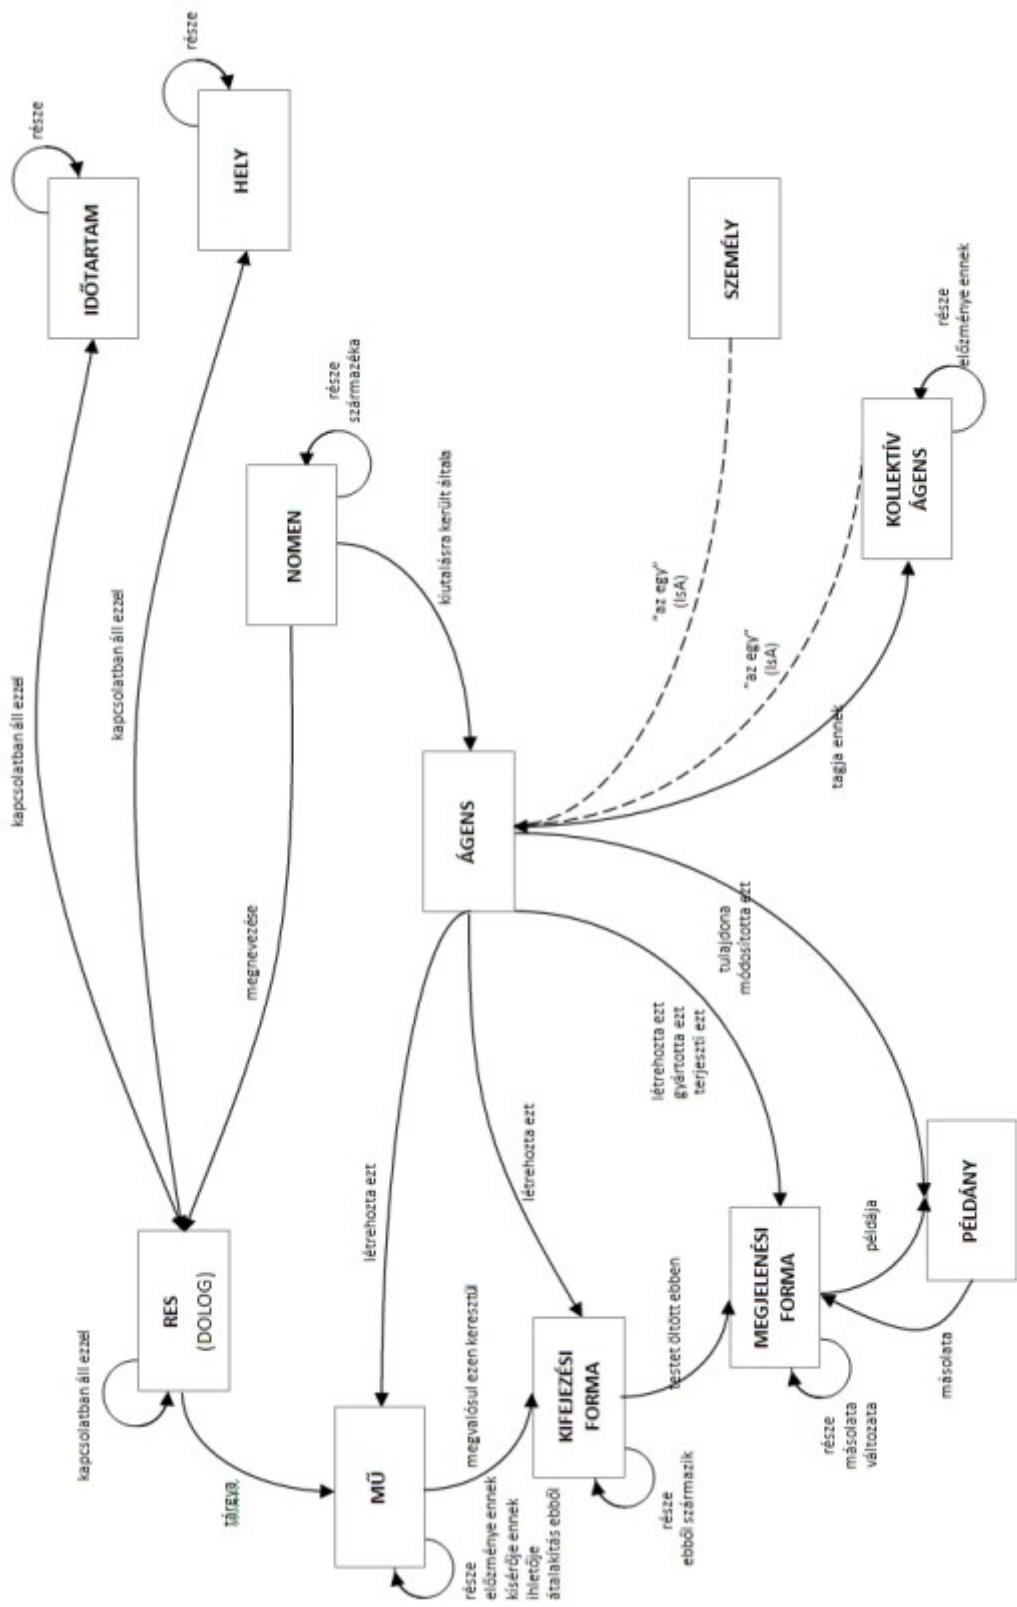 kapcsolatban áll ezzel
RES
(DOLOG)
kapcsolatban áll ezzel
IDŐTARTAM
része
kapcsolatban áll ezzel
HELY
része
megnevezése
NOMEN
része
származéka
kiutalásra került általa
tárgya
MŰ
része
előzménye ennek
kísérője ennek
ihletője
átalakítás ebből
létrehozta ezt
megvalósul ezen keresztül
ÁGENS
KIFEJEZÉSI
FORMA
része
ebből származik
létrehozta ezt
testet öltött ebben
létrehozta ezt
gyártotta ezt
terjeszti ezt
MEGJELENÉSI
FORMA
része
másolata
változata
tulajdona
módosította ezt
példája
másolata
PÉLDÁNY
"az egy"
(IsA)
SZEMÉLY
"az egy"
(IsA)
tagja ennek
KOLLEKTÍV
ÁGENS
része
előzménye ennek